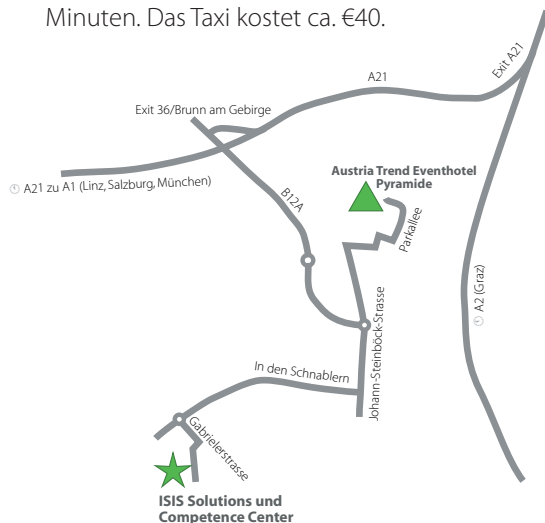 Minuten. Das Taxi kostet ca. €40.
Exit A21
A21
Exit 36/Brunn am Gebirge
Austria Trend Eventhotel
Pyramide
A21 zu A1 (Linz, Salzburg, München)
B12A
Parkallee
A2 (Graz)
Johann-Steinböck-Strasse
In den Schnablern
Gabrielerstrasse
ISIS Solutions und
Competence Center